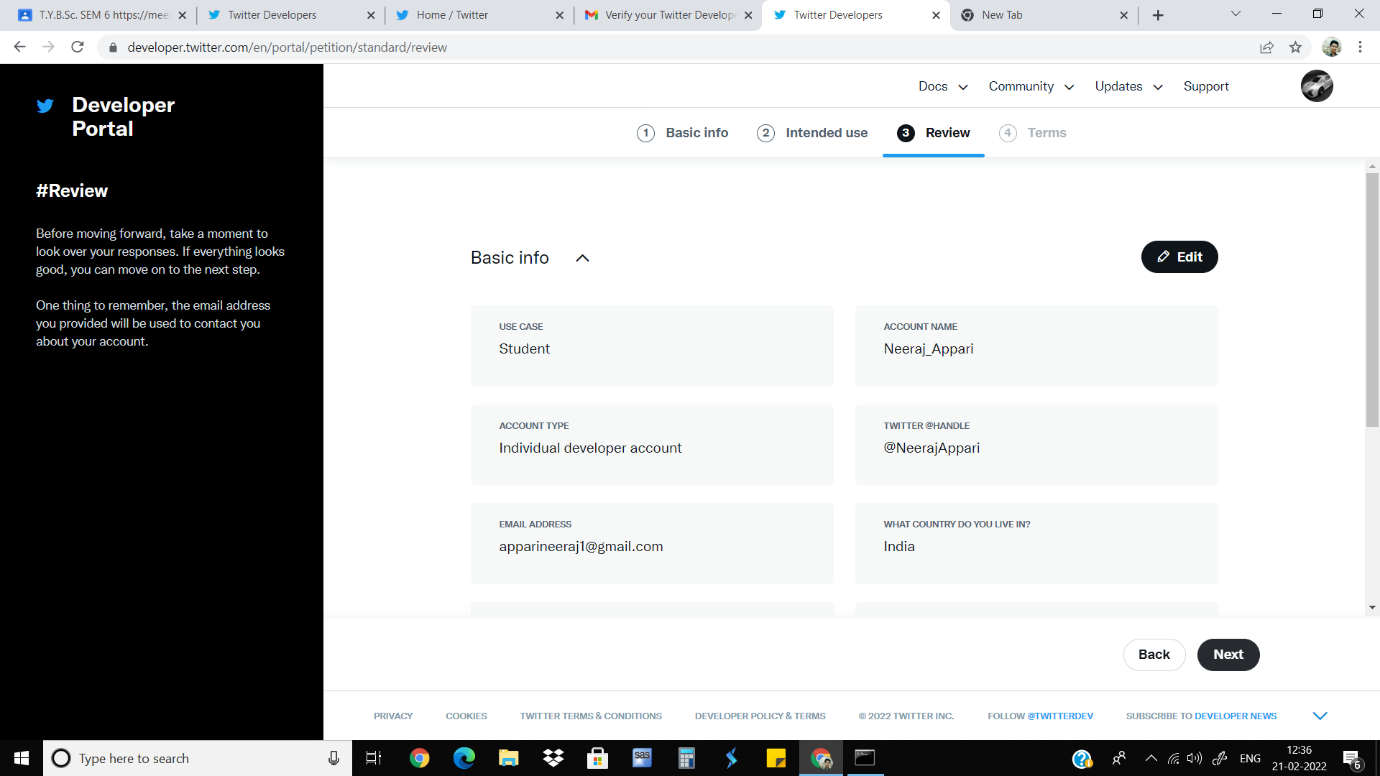 T.Y.B.Sc. SEM 6 https://mee
Twitter Developers
Home / Twitter
Verify your Twitter Develop
Twitter Developers
New Tab
developer.twitter.com/en/portal/petition/standard/review
Developer
Portal
Docs
Community
Updates
Support
1 Basic info
2 Intended use
3 Review
4 Terms
#Review
Before moving forward, take a moment to
look over your responses. If everything looks
good, you can move on to the next step.
One thing to remember, the email address
you provided will be used to contact you
about your account.
Basic info
Edit
USE CASE
Student
ACCOUNT NAME
Neeraj_Appari
ACCOUNT TYPE
Individual developer account
TWITTER @HANDLE
@NeerajAppari
EMAIL ADDRESS
apparineeraj1@gmail.com
WHAT COUNTRY DO YOU LIVE IN?
India
Back
Next
PRIVACY
COOKIES
TWITTER TERMS & CONDITIONS
DEVELOPER POLICY & TERMS
© 2022 TWITTER INC.
FOLLOW @TWITTERDEV
SUBSCRIBE TO DEVELOPER NEWS
Type here to search
sas
ENG
12:36
21-02-2022
6